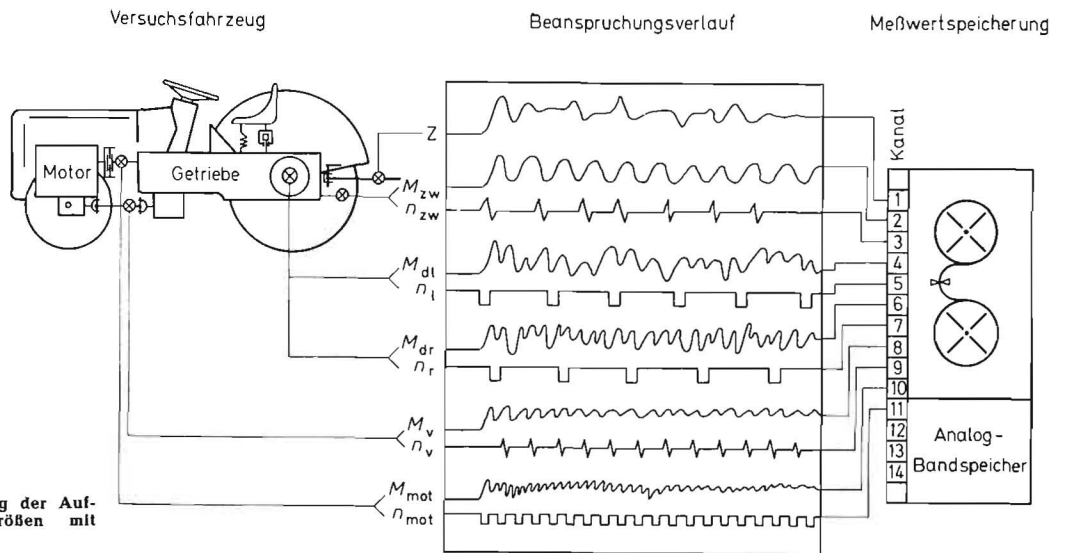 Versuchsfahrzeug
Beanspruchungsverlauf
Meßwertspeicherung
Motor
Getriebe
Z
M_zw
n_zw
M_dl
n_l
M_dr
n_r
M_v
n_v
M_mot
n_mot
Kanal
1
2
3
4
5
6
7
8
9
10
11
12
13
14
Analog-
Bandspeicher
g der Auf-
rößen mit